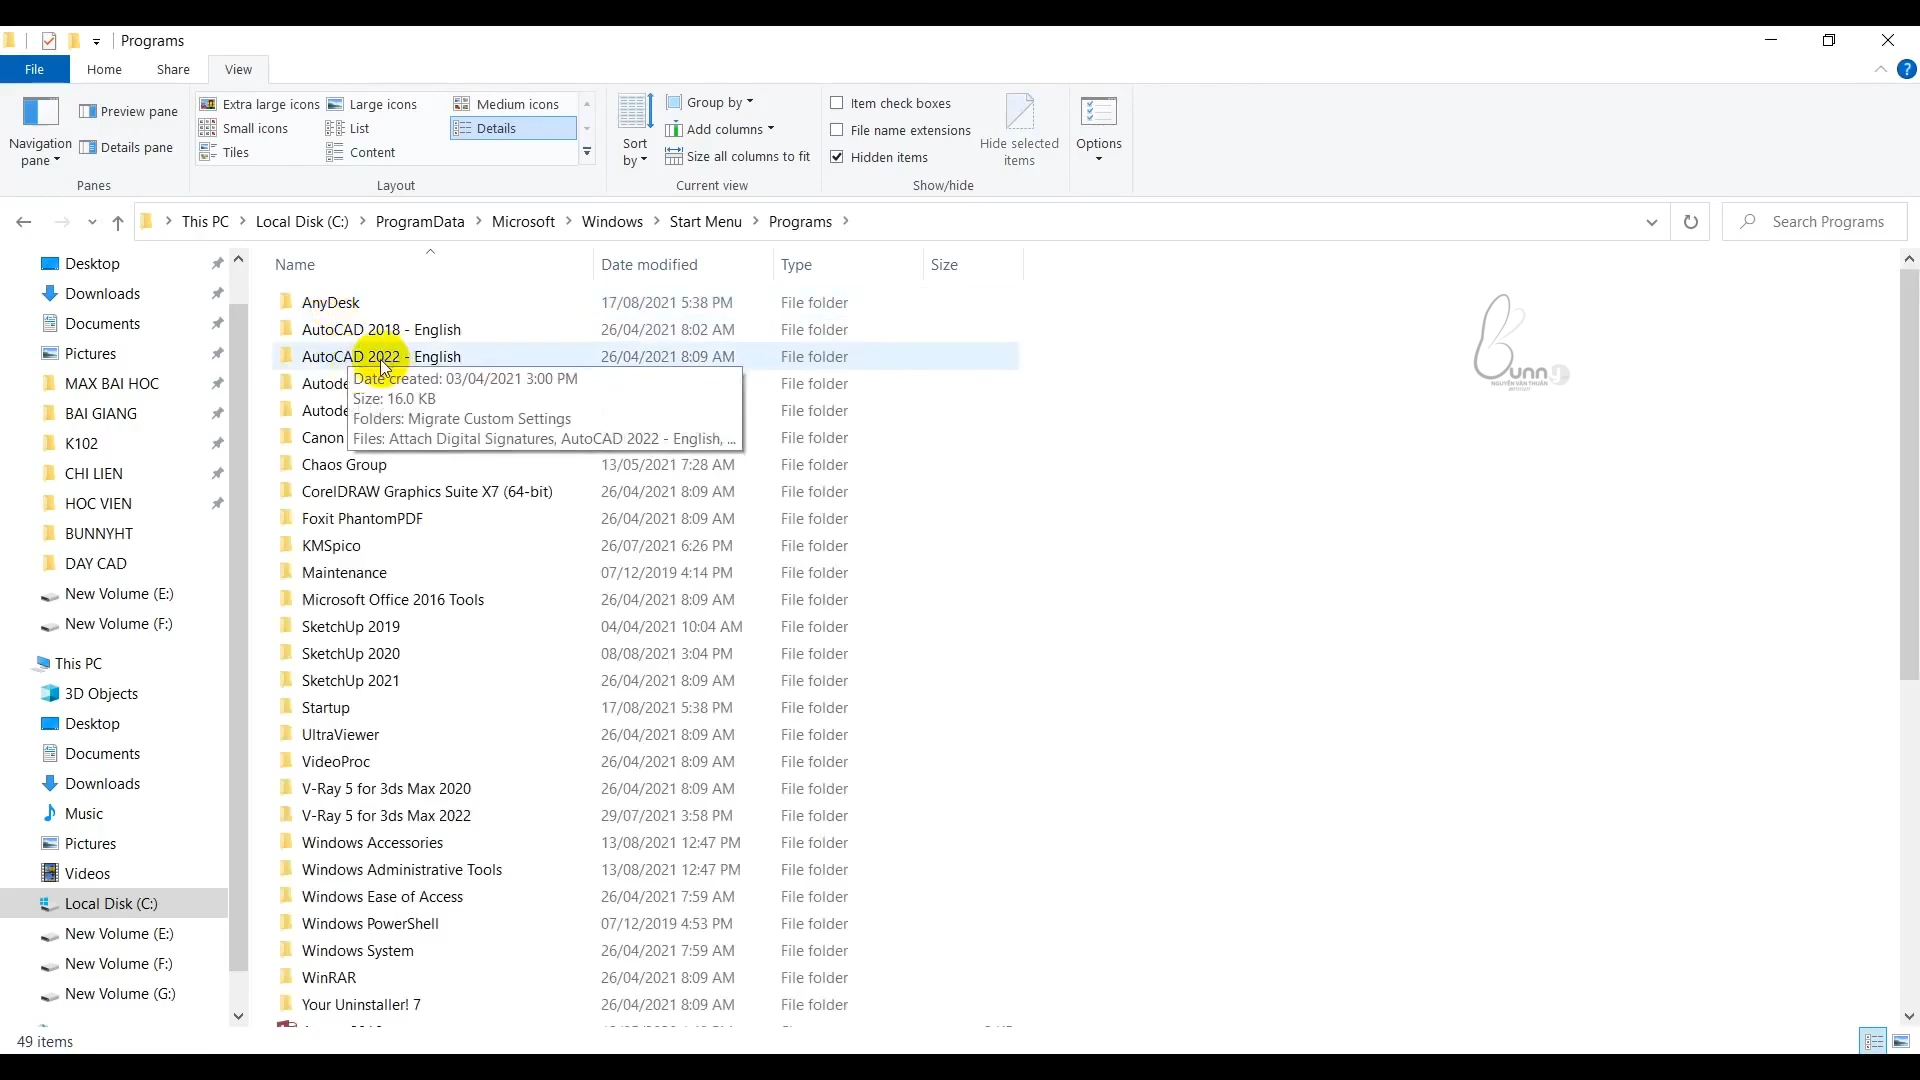 Programs
File Home Share View
Navigation pane
Preview pane
Details pane
Panes
Extra large icons Large icons Medium icons
Small icons List Details
Tiles Content
Layout
Sort by
Group by
Add columns
Size all columns to fit
Current view
Item check boxes
File name extensions
Hidden items
Hide selected items
Show/hide
Options
This PC > Local Disk (C:) > ProgramData > Microsoft > Windows > Start Menu > Programs >
Search Programs
Desktop
Downloads
Documents
Pictures
MAX BAI HOC
BAI GIANG
K102
CHI LIEN
HOC VIEN
BUNNYHT
DAY CAD
New Volume (E:)
New Volume (F:)
This PC
3D Objects
Desktop
Documents
Downloads
Music
Pictures
Videos
Local Disk (C:)
New Volume (E:)
New Volume (F:)
New Volume (G:)
Name Date modified Type Size
AnyDesk 17/08/2021 5:38 PM File folder
AutoCAD 2018 - English 26/04/2021 8:02 AM File folder
AutoCAD 2022 - English 26/04/2021 8:09 AM File folder
Autode File folder
Autode File folder
Canon File folder
Date created: 03/04/2021 3:00 PM
Size: 16.0 KB
Folders: Migrate Custom Settings
Files: Attach Digital Signatures, AutoCAD 2022 - English, ...
Chaos Group 13/05/2021 7:28 AM File folder
CorelDRAW Graphics Suite X7 (64-bit) 26/04/2021 8:09 AM File folder
Foxit PhantomPDF 26/04/2021 8:09 AM File folder
KMSpico 26/07/2021 6:26 PM File folder
Maintenance 07/12/2019 4:14 PM File folder
Microsoft Office 2016 Tools 26/04/2021 8:09 AM File folder
SketchUp 2019 04/04/2021 10:04 AM File folder
SketchUp 2020 08/08/2021 3:04 PM File folder
SketchUp 2021 26/04/2021 8:09 AM File folder
Startup 17/08/2021 5:38 PM File folder
UltraViewer 26/04/2021 8:09 AM File folder
VideoProc 26/04/2021 8:09 AM File folder
V-Ray 5 for 3ds Max 2020 26/04/2021 8:09 AM File folder
V-Ray 5 for 3ds Max 2022 29/07/2021 3:58 PM File folder
Windows Accessories 13/08/2021 12:47 PM File folder
Windows Administrative Tools 13/08/2021 12:47 PM File folder
Windows Ease of Access 26/04/2021 7:59 AM File folder
Windows PowerShell 07/12/2019 4:53 PM File folder
Windows System 26/04/2021 7:59 AM File folder
WinRAR 26/04/2021 8:09 AM File folder
Your Uninstaller! 7 26/04/2021 8:09 AM File folder
Bunny
NGUYỄN VĂN THUẤN
49 items